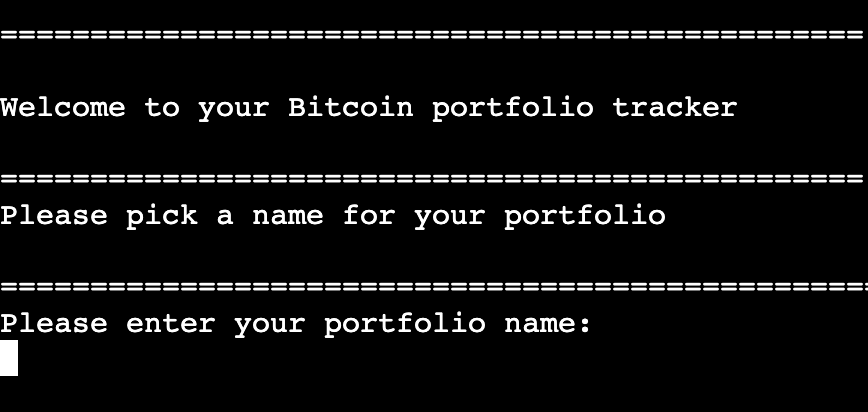 ================================================
Welcome to your Bitcoin portfolio tracker
================================================
Please pick a name for your portfolio
================================================
Please enter your portfolio name: